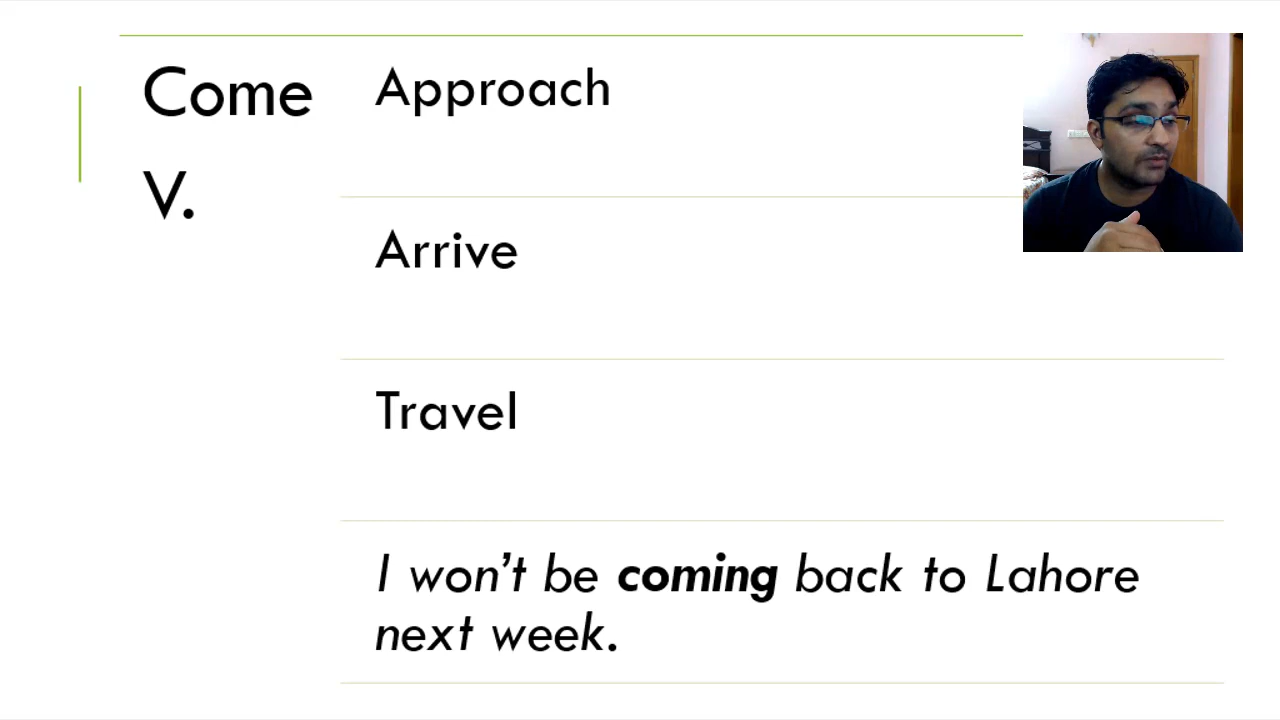 Come
V.
Approach
Arrive
Travel
I won’t be coming back to Lahore
next week.